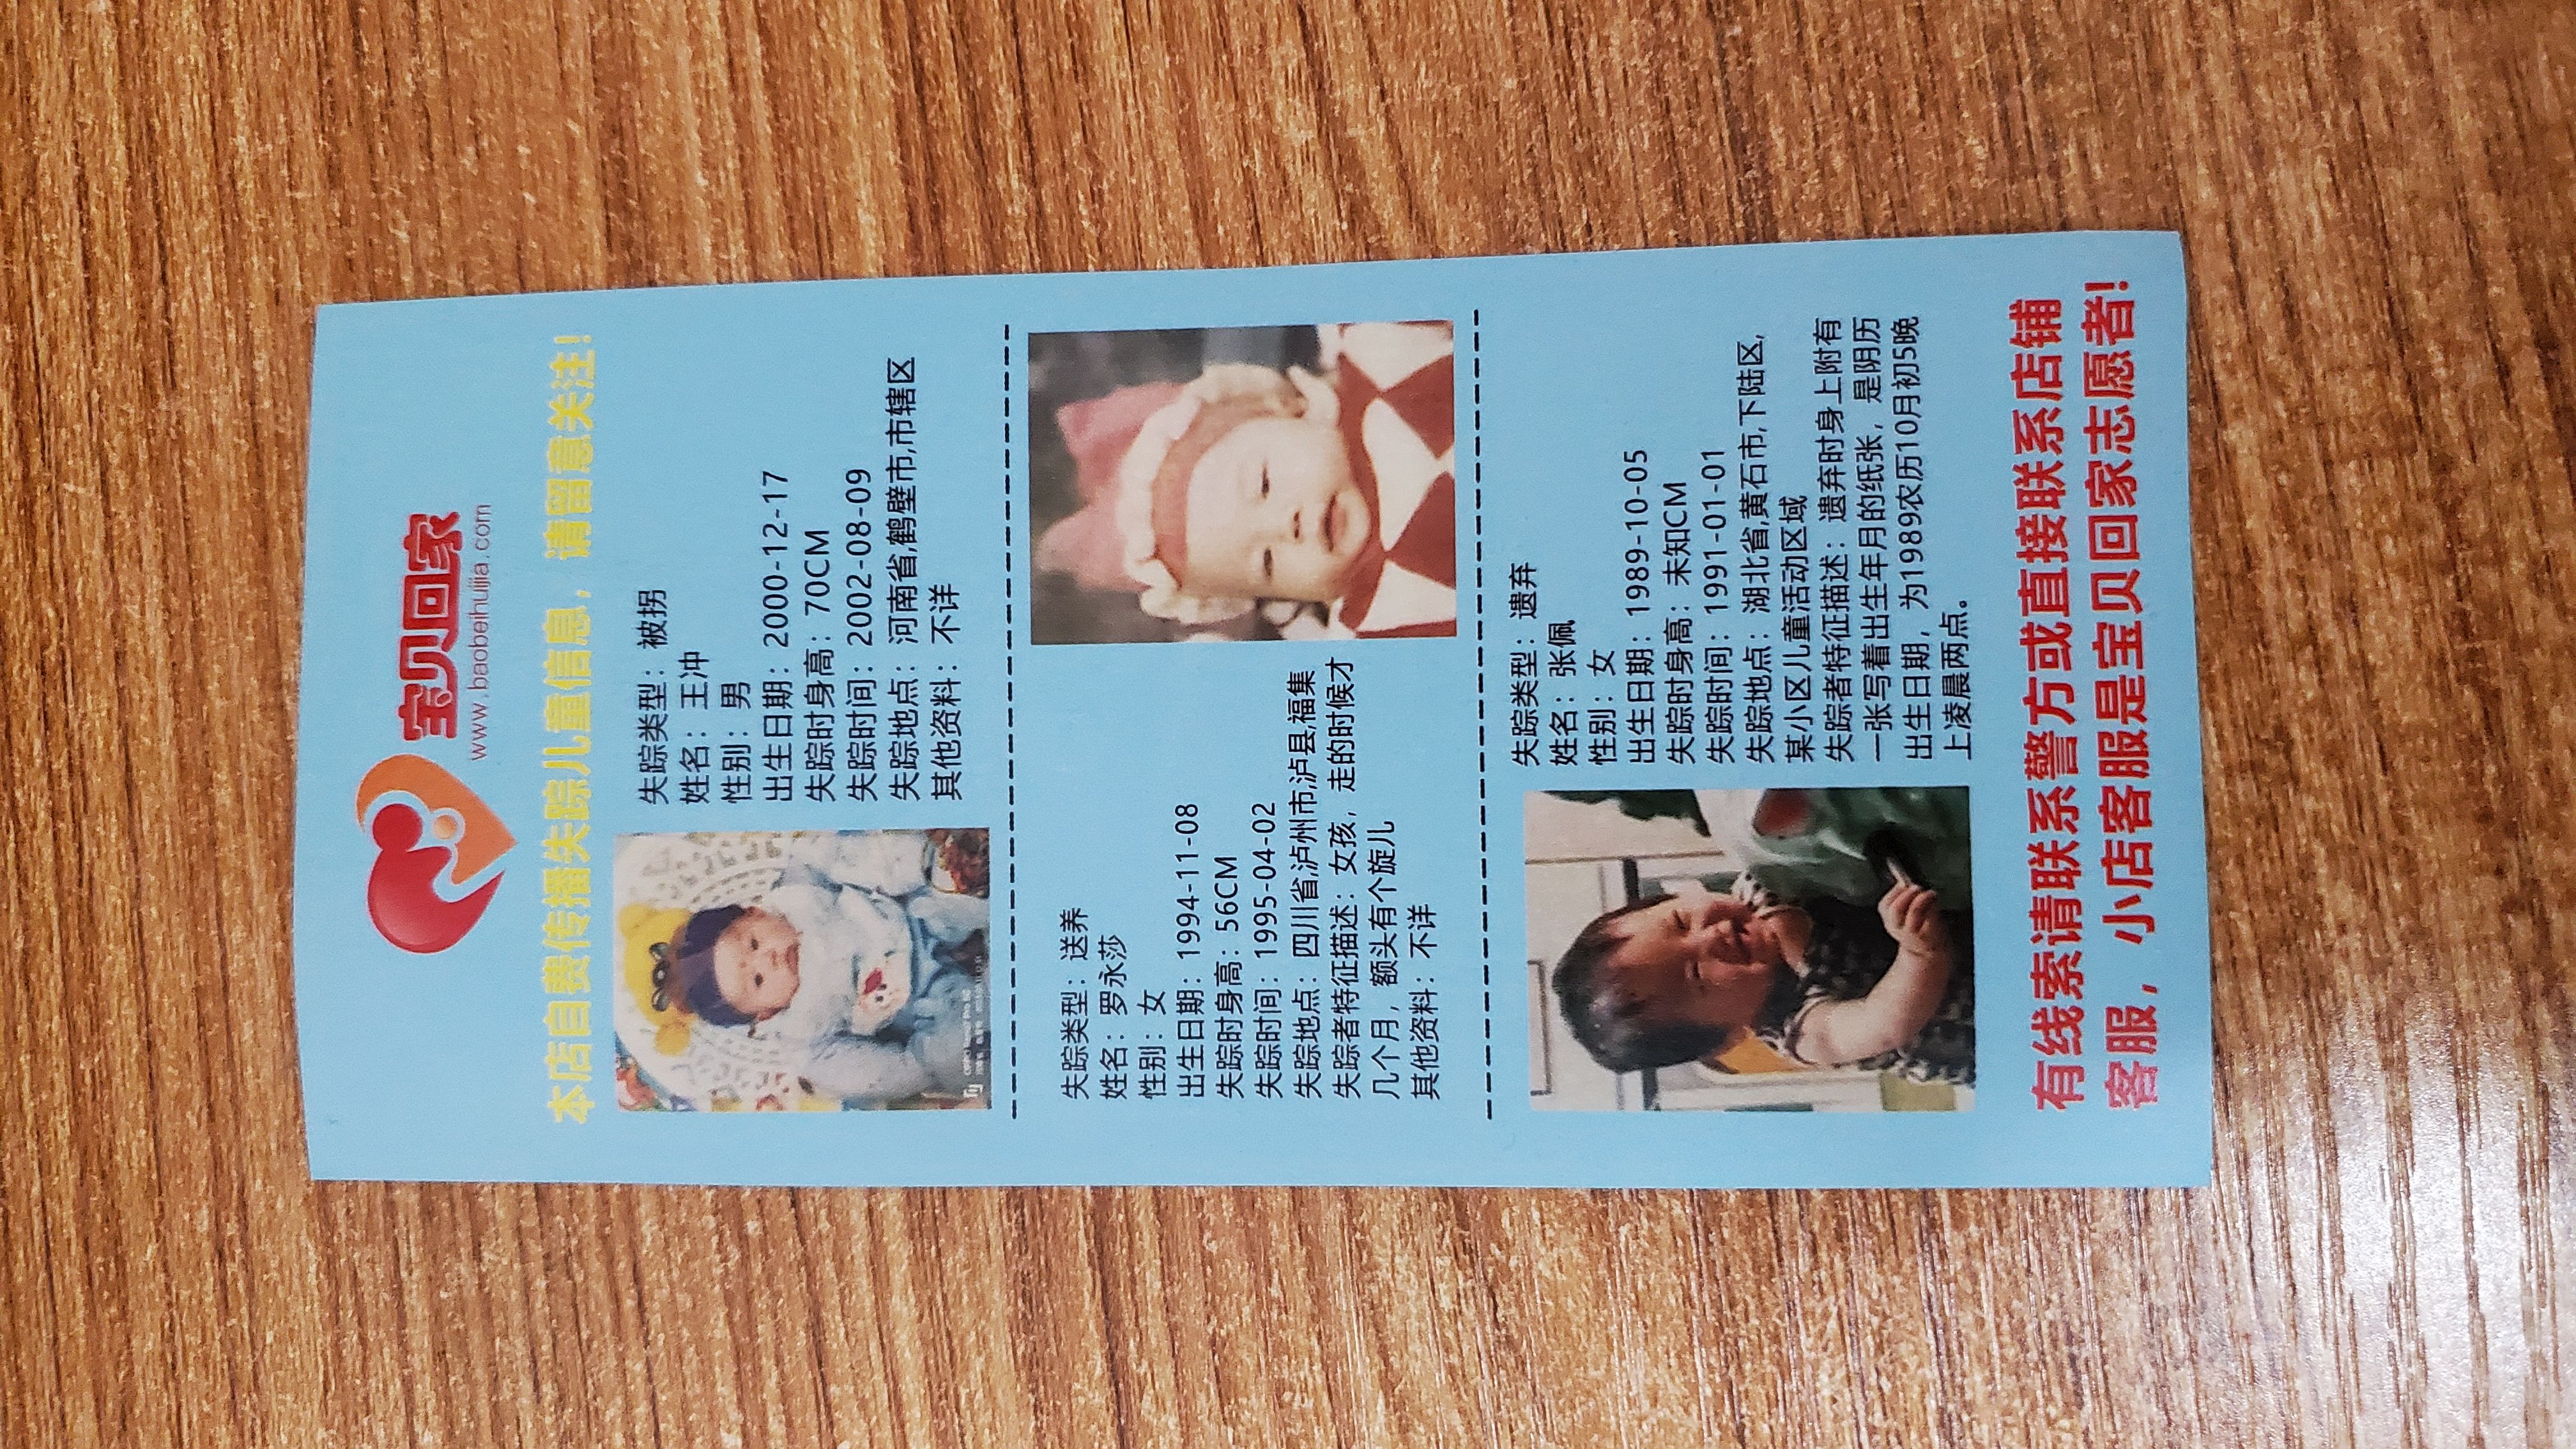 宝贝回家
www.baobeihuijia.com
本店自费传播失踪儿童信息，请留意关注！
失踪类型：被拐
姓名：王冲
性别：男
出生日期：2000-12-17
失踪时身高：70CM
失踪时间：2002-08-09
失踪地点：河南省,鹤壁市,市辖区
其他资料：不详
失踪类型：送养
姓名：罗永莎
性别：女
出生日期：1994-11-08
失踪时身高：56CM
失踪时间：1995-04-02
失踪地点：四川省,泸州市,泸县,福集
失踪者特征描述：女孩，走的时候才
几个月，额头有个旋儿
其他资料：不详
失踪类型：遗弃
姓名：张佩
性别：女
出生日期：1989-10-05
失踪时身高：未知CM
失踪时间：1991-01-01
失踪地点：湖北省,黄石市,下陆区,
某小区儿童活动区域
失踪者特征描述：遗弃时身上附有
一张写着出生年月的纸张，是阴历
出生日期，为1989农历10月初5晚
上凌晨两点。
有线索请联系警方或直接联系店铺
客服，小店客服是宝贝回家志愿者！